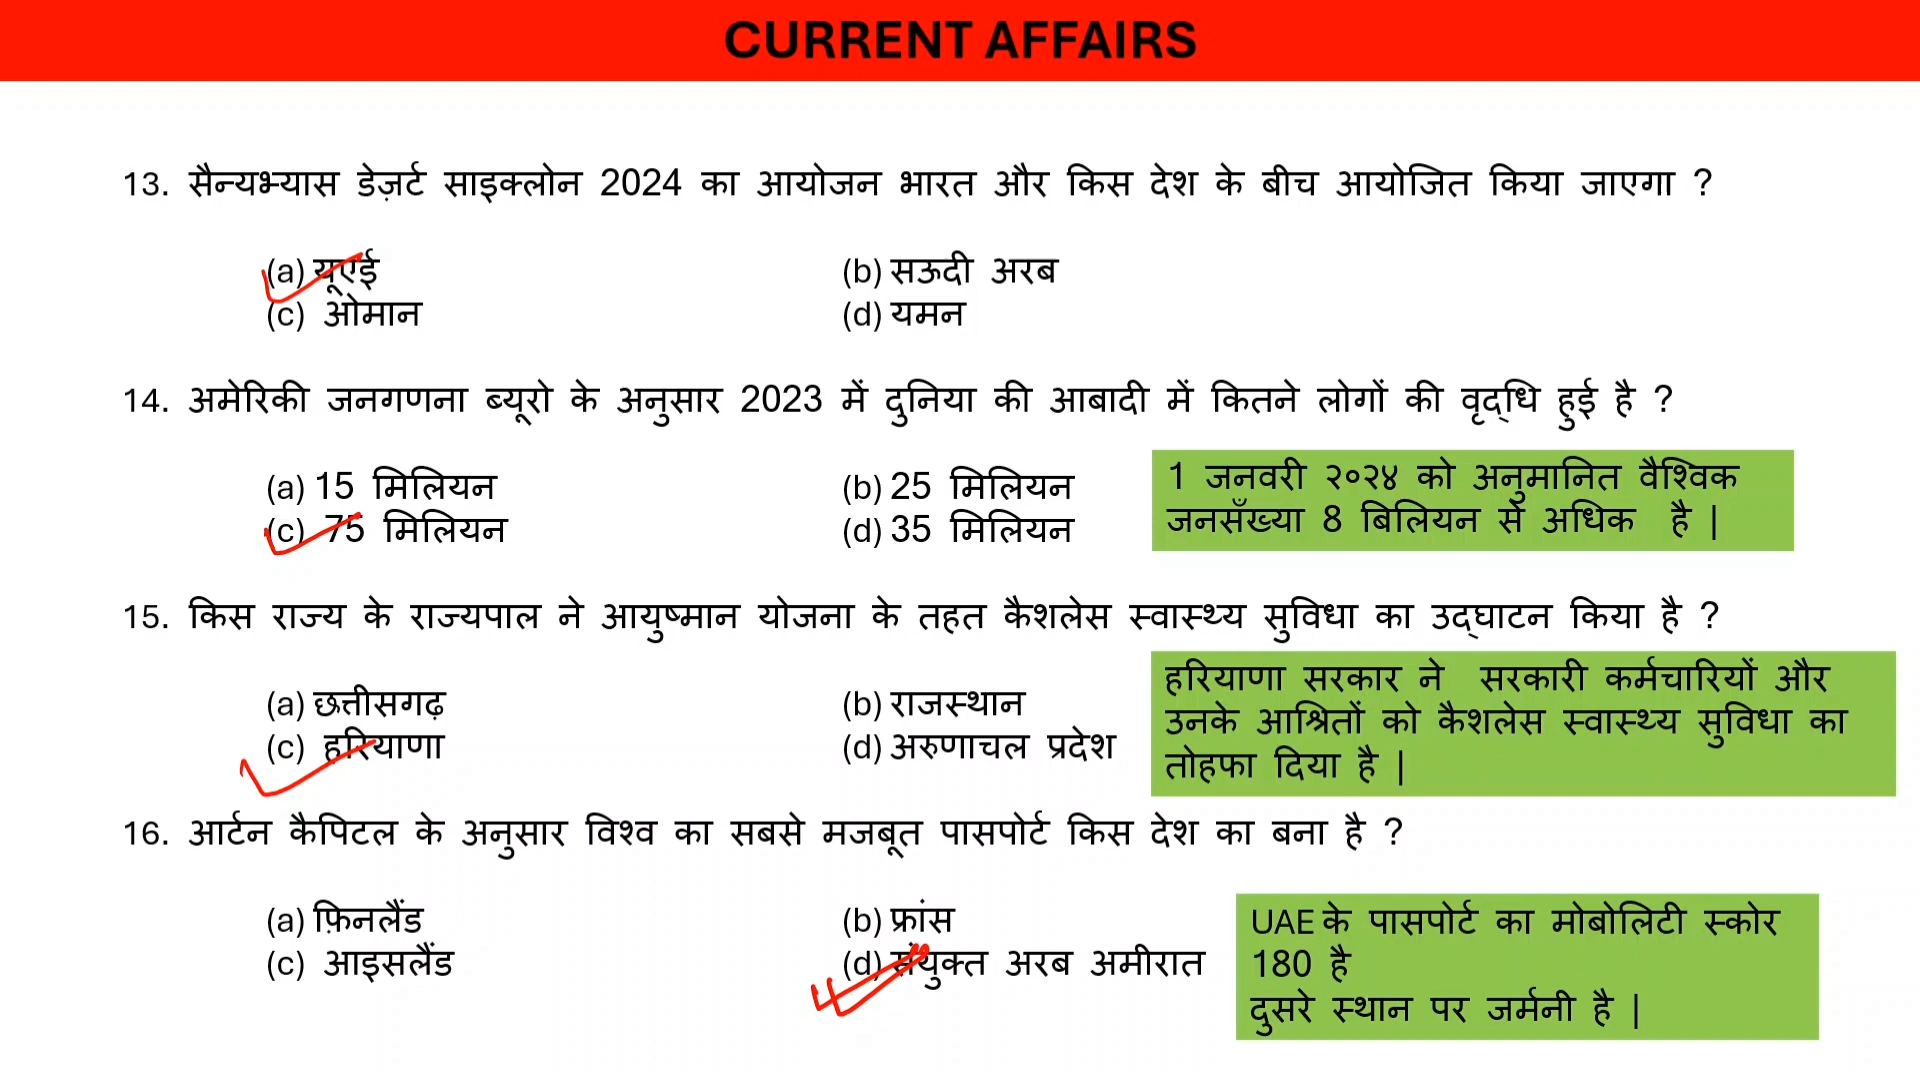 CURRENT AFFAIRS
13. सैन्यभ्यास डेज़र्ट साइक्लोन 2024 का आयोजन भारत और किस देश के बीच आयोजित किया जाएगा ?
(a) यूएई (b) सऊदी अरब
(c) ओमान (d) यमन
14. अमेरिकी जनगणना ब्यूरो के अनुसार 2023 में दुनिया की आबादी में कितने लोगों की वृद्धि हुई है ?
(a) 15 मिलियन (b) 25 मिलियन
(c) 75 मिलियन (d) 35 मिलियन
1 जनवरी २०२४ को अनुमानित वैश्विक
जनसँख्या 8 बिलियन से अधिक है |
15. किस राज्य के राज्यपाल ने आयुष्मान योजना के तहत कैशलेस स्वास्थ्य सुविधा का उद्घाटन किया है ?
(a) छत्तीसगढ़ (b) राजस्थान
(c) हरियाणा (d) अरुणाचल प्रदेश
हरियाणा सरकार ने सरकारी कर्मचारियों और
उनके आश्रितों को कैशलेस स्वास्थ्य सुविधा का
तोहफा दिया है |
16. आर्टन कैपिटल के अनुसार विश्व का सबसे मजबूत पासपोर्ट किस देश का बना है ?
(a) फ़िनलैंड (b) फ्रांस
(c) आइसलैंड (d) संयुक्त अरब अमीरात
UAE के पासपोर्ट का मोबोलिटी स्कोर
180 है
दुसरे स्थान पर जर्मनी है |